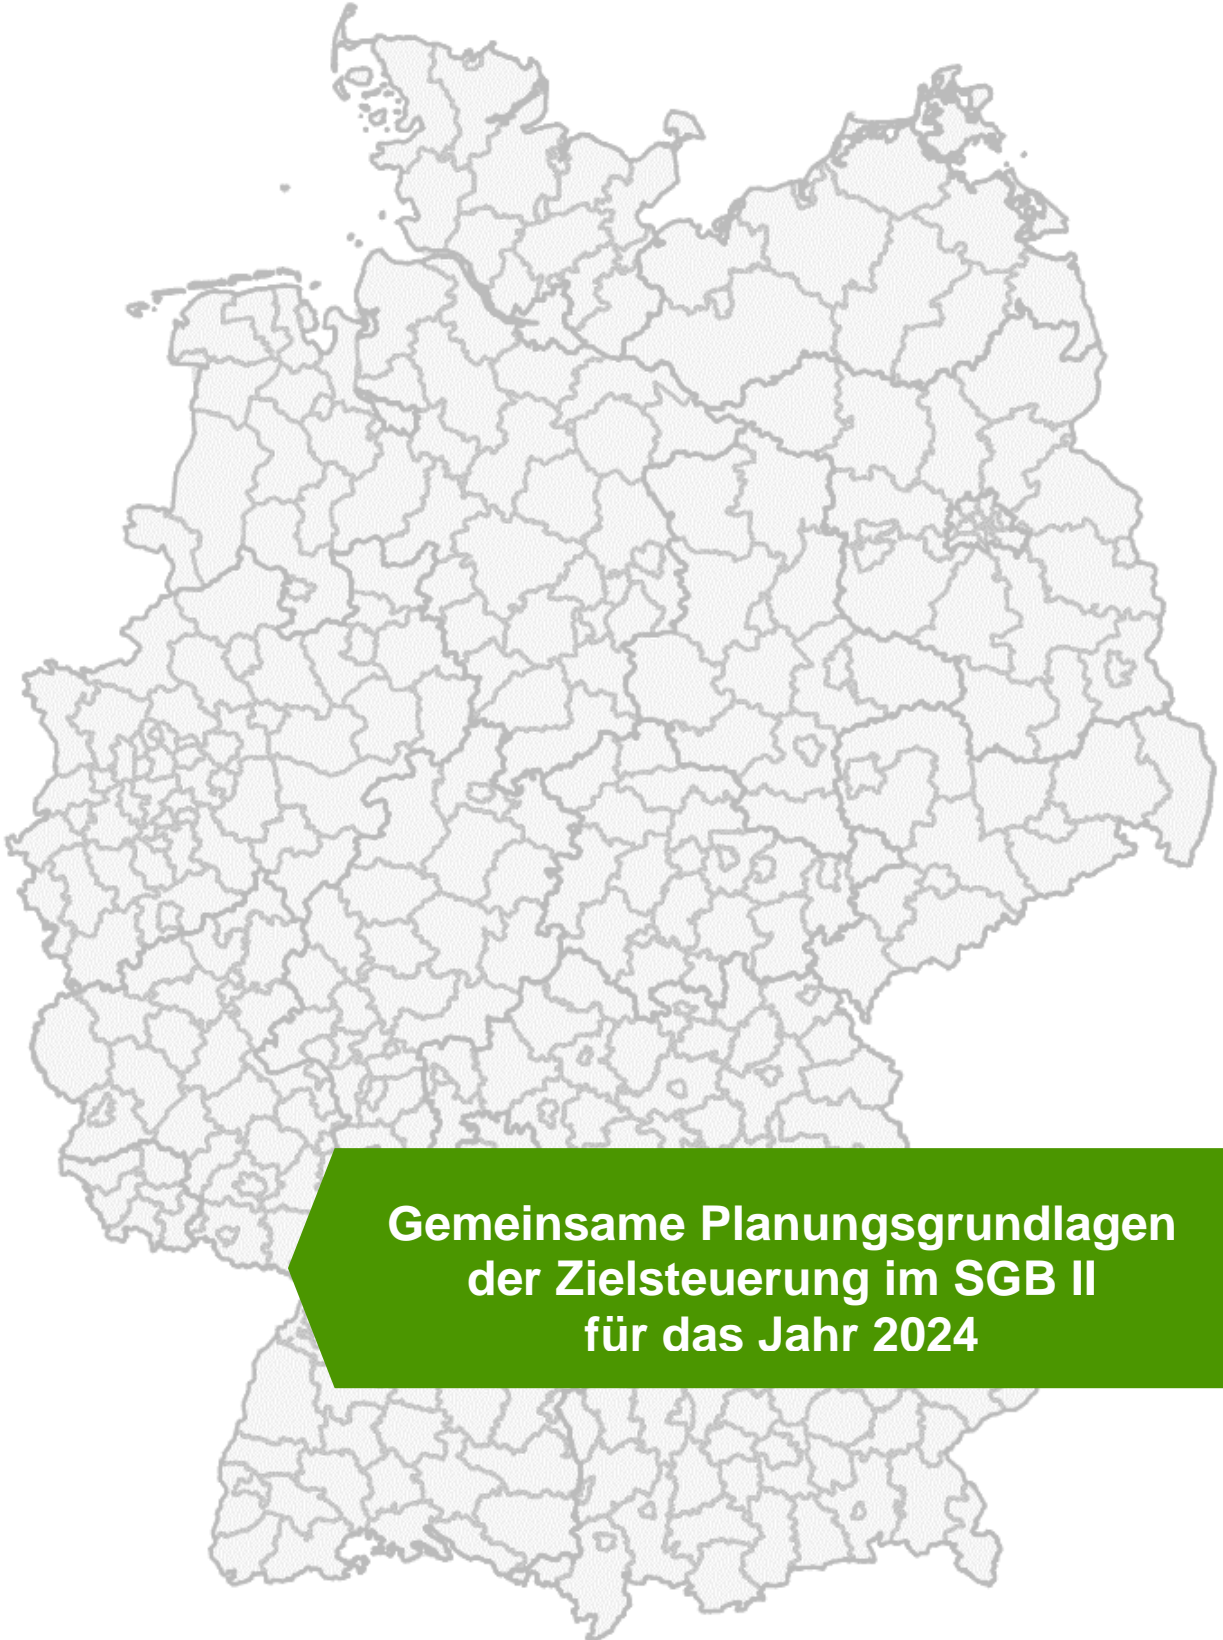 Gemeinsame Planungsgrundlagen
der Zielsteuerung im SGB II
für das Jahr 2024